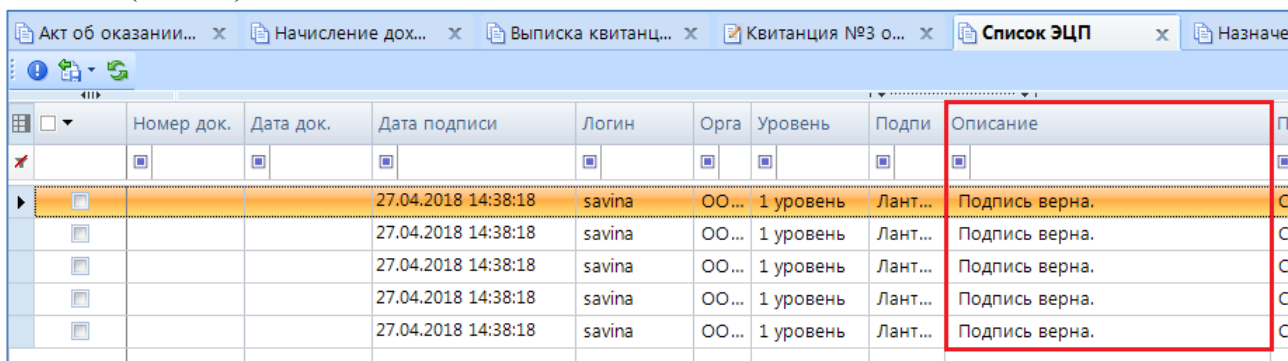 Акт об оказании... x Начисление дох... x Выписка квитанц... x Квитанция №3 о... x Список ЭЦП x Назначе
Номер док. Дата док. Дата подписи Логин Орга Уровень Подпи Описание П
27.04.2018 14:38:18 savina ОО... 1 уровень Лант... Подпись верна. С
27.04.2018 14:38:18 savina ОО... 1 уровень Лант... Подпись верна. С
27.04.2018 14:38:18 savina ОО... 1 уровень Лант... Подпись верна. С
27.04.2018 14:38:18 savina ОО... 1 уровень Лант... Подпись верна. С
27.04.2018 14:38:18 savina ОО... 1 уровень Лант... Подпись верна. С